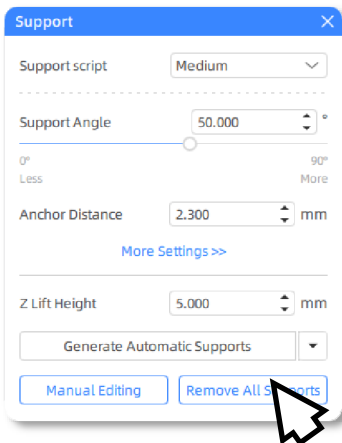 Support
Support script Medium
Support Angle 50.000 °
0° 90°
Less More
Anchor Distance 2.300 mm
More Settings >>
Z Lift Height 5.000 mm
Generate Automatic Supports
Manual Editing Remove All Supports